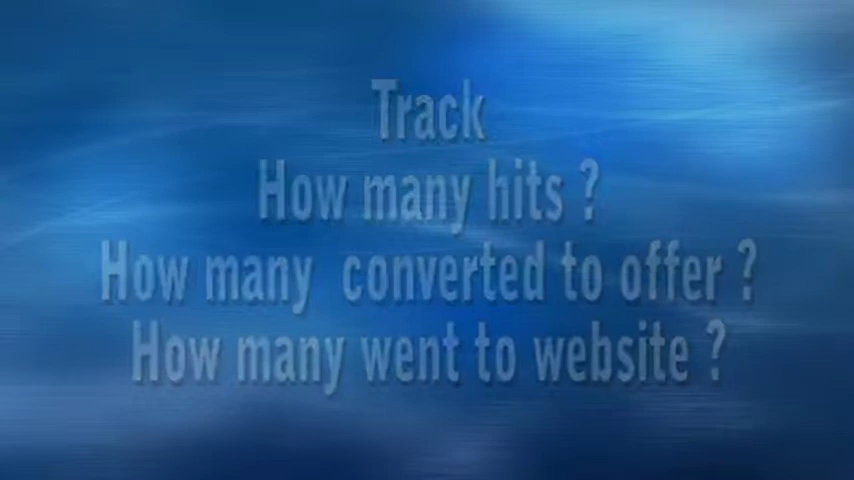 Track
How many hits ?
How many converted to offer ?
How many went to website ?